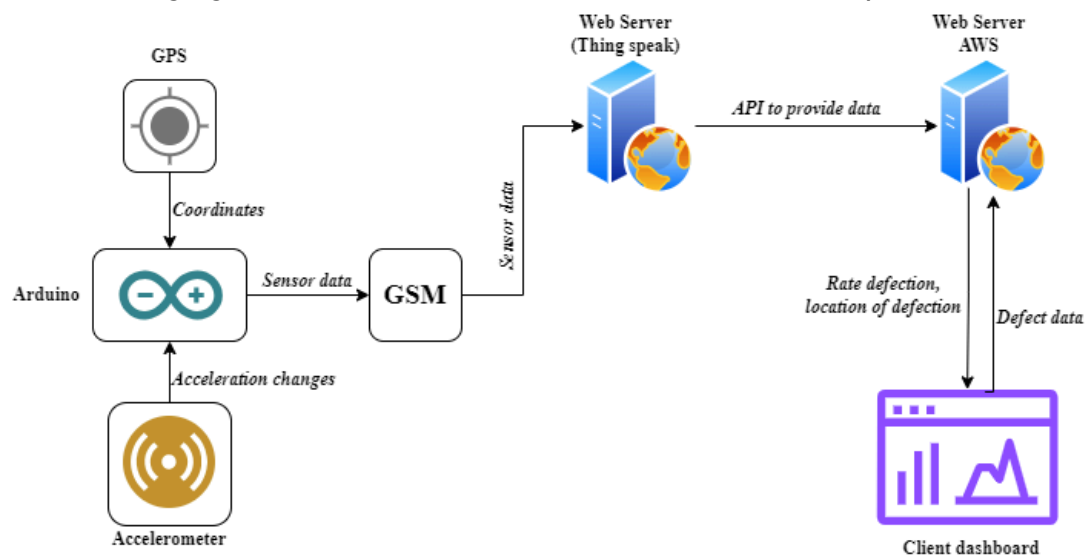 Web Server
(Thing speak)
Web Server
AWS
GPS
API to provide data
Coordinates
Sensor data
Arduino
Sensor data
GSM
Rate defection,
location of defection
Defect data
Acceleration changes
Accelerometer
Client dashboard